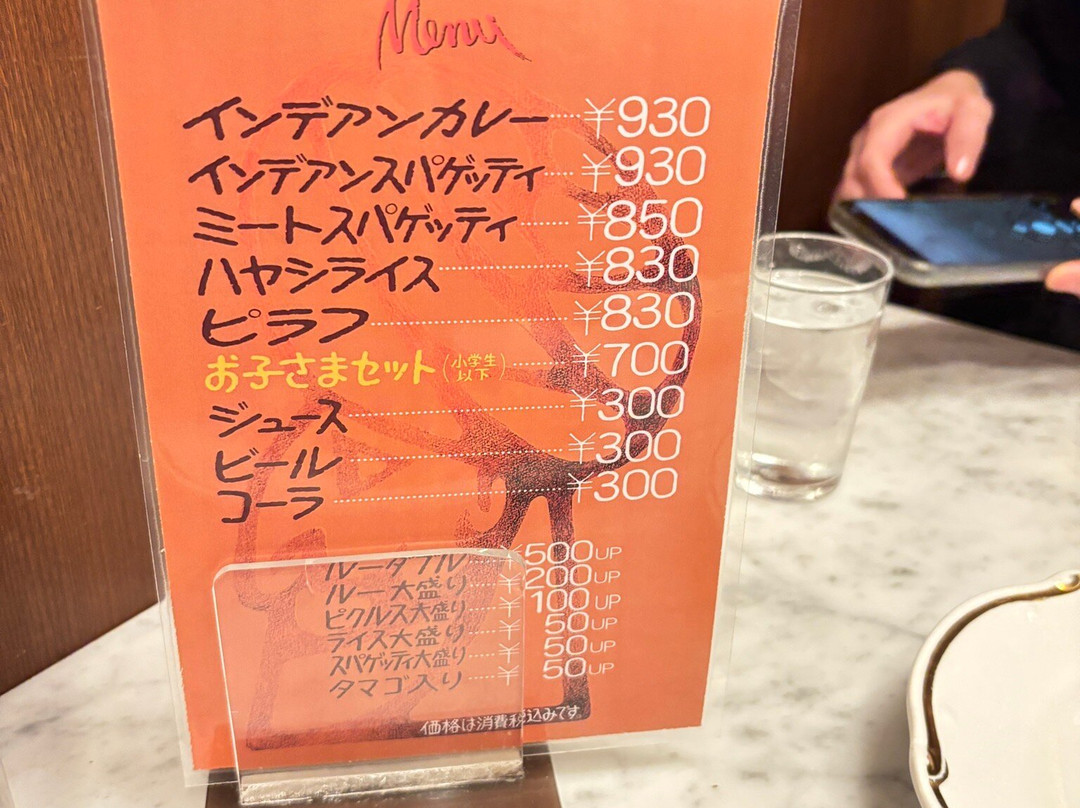 Menu
インデアンカレー……¥930
インデアンスパゲッティ……¥930
ミートスパゲッティ……¥850
ハヤシライス……¥830
ピラフ……¥830
お子さまセット(小学生以下)……¥700
ジュース……¥300
ビール……¥300
コーラ……¥300
ルーダブル……¥500UP
ルー大盛り……¥200UP
ピクルス大盛り……¥100UP
ライス大盛り……¥50UP
スパゲッティ大盛り……¥50UP
タマゴ入り……¥50UP
価格は消費税込みです